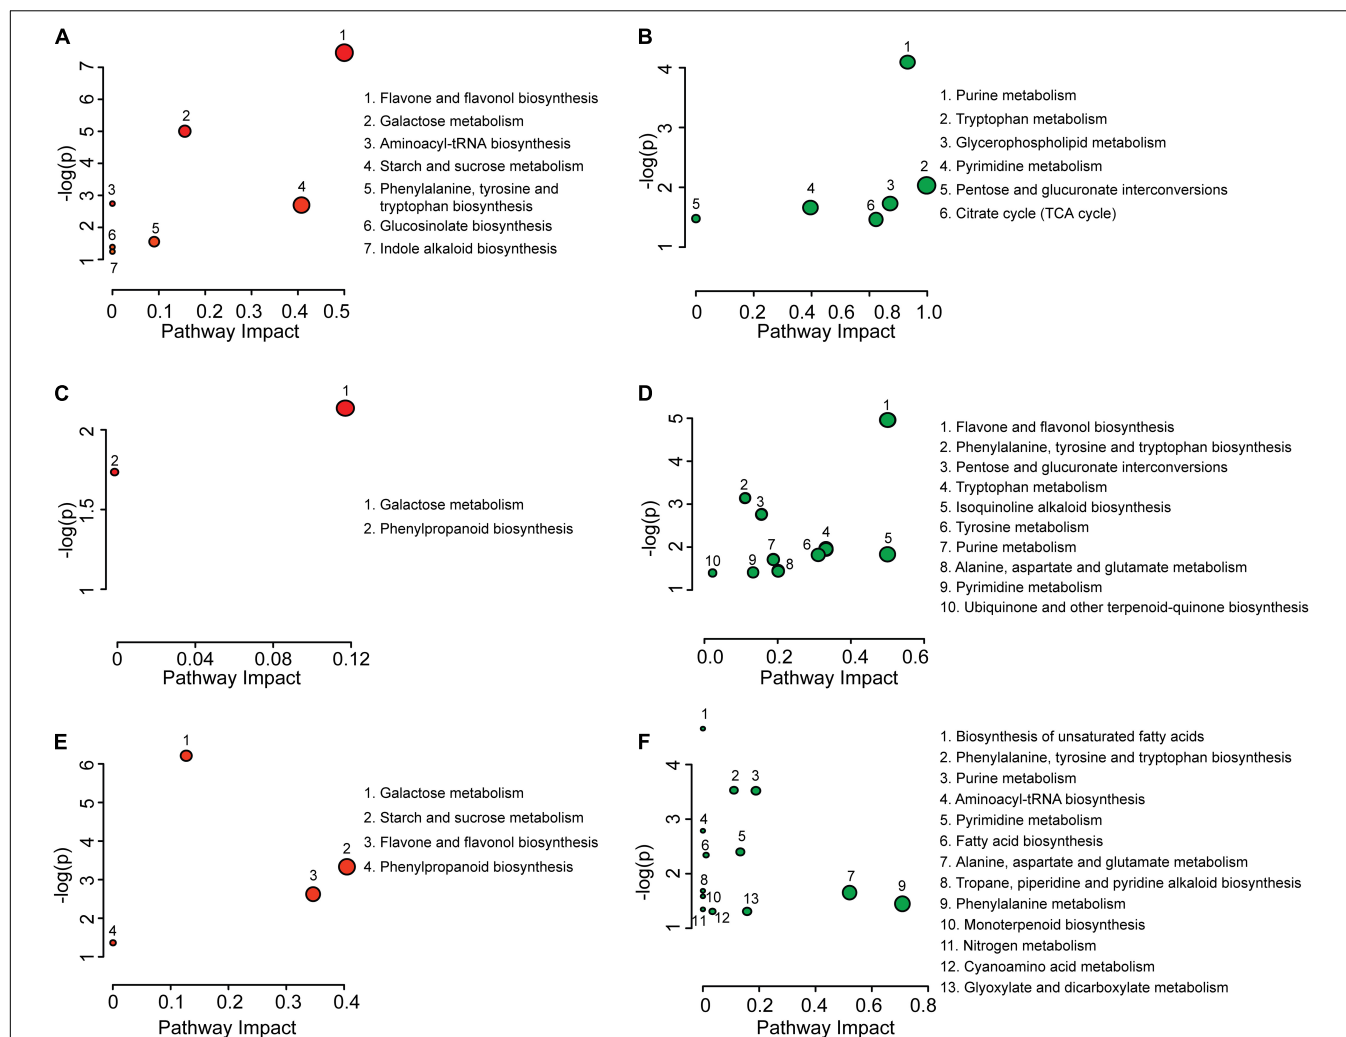 A
1
7
6
5
4
3
2
1
-log(p)
2
3
4
5
6
7
0 0.1 0.2 0.3 0.4 0.5
Pathway Impact
1. Flavone and flavonol biosynthesis
2. Galactose metabolism
3. Aminoacyl-tRNA biosynthesis
4. Starch and sucrose metabolism
5. Phenylalanine, tyrosine and
tryptophan biosynthesis
6. Glucosinolate biosynthesis
7. Indole alkaloid biosynthesis
B
1
4
3
2
1
-log(p)
2
3
4
5
6
0 0.2 0.4 0.6 0.8 1.0
Pathway Impact
1. Purine metabolism
2. Tryptophan metabolism
3. Glycerophospholipid metabolism
4. Pyrimidine metabolism
5. Pentose and glucuronate interconversions
6. Citrate cycle (TCA cycle)
C
1
2
1.5
1
-log(p)
2
0 0.04 0.08 0.12
Pathway Impact
1. Galactose metabolism
2. Phenylpropanoid biosynthesis
D
1
5
4
3
2
1
-log(p)
2
3
4
5
6
7
8
9
10
0.0 0.2 0.4 0.6
Pathway Impact
1. Flavone and flavonol biosynthesis
2. Phenylalanine, tyrosine and tryptophan biosynthesis
3. Pentose and glucuronate interconversions
4. Tryptophan metabolism
5. Isoquinoline alkaloid biosynthesis
6. Tyrosine metabolism
7. Purine metabolism
8. Alanine, aspartate and glutamate metabolism
9. Pyrimidine metabolism
10. Ubiquinone and other terpenoid-quinone biosynthesis
E
1
6
5
4
3
2
1
-log(p)
2
3
4
0 0.1 0.2 0.3 0.4
Pathway Impact
1. Galactose metabolism
2. Starch and sucrose metabolism
3. Flavone and flavonol biosynthesis
4. Phenylpropanoid biosynthesis
F
1
4
3
2
1
-log(p)
2
3
4
5
6
7
8
9
10
11
12
13
0 0.2 0.4 0.6 0.8
Pathway Impact
1. Biosynthesis of unsaturated fatty acids
2. Phenylalanine, tyrosine and tryptophan biosynthesis
3. Purine metabolism
4. Aminoacyl-tRNA biosynthesis
5. Pyrimidine metabolism
6. Fatty acid biosynthesis
7. Alanine, aspartate and glutamate metabolism
8. Tropane, piperidine and pyridine alkaloid biosynthesis
9. Phenylalanine metabolism
10. Monoterpenoid biosynthesis
11. Nitrogen metabolism
12. Cyanoamino acid metabolism
13. Glyoxylate and dicarboxylate metabolism